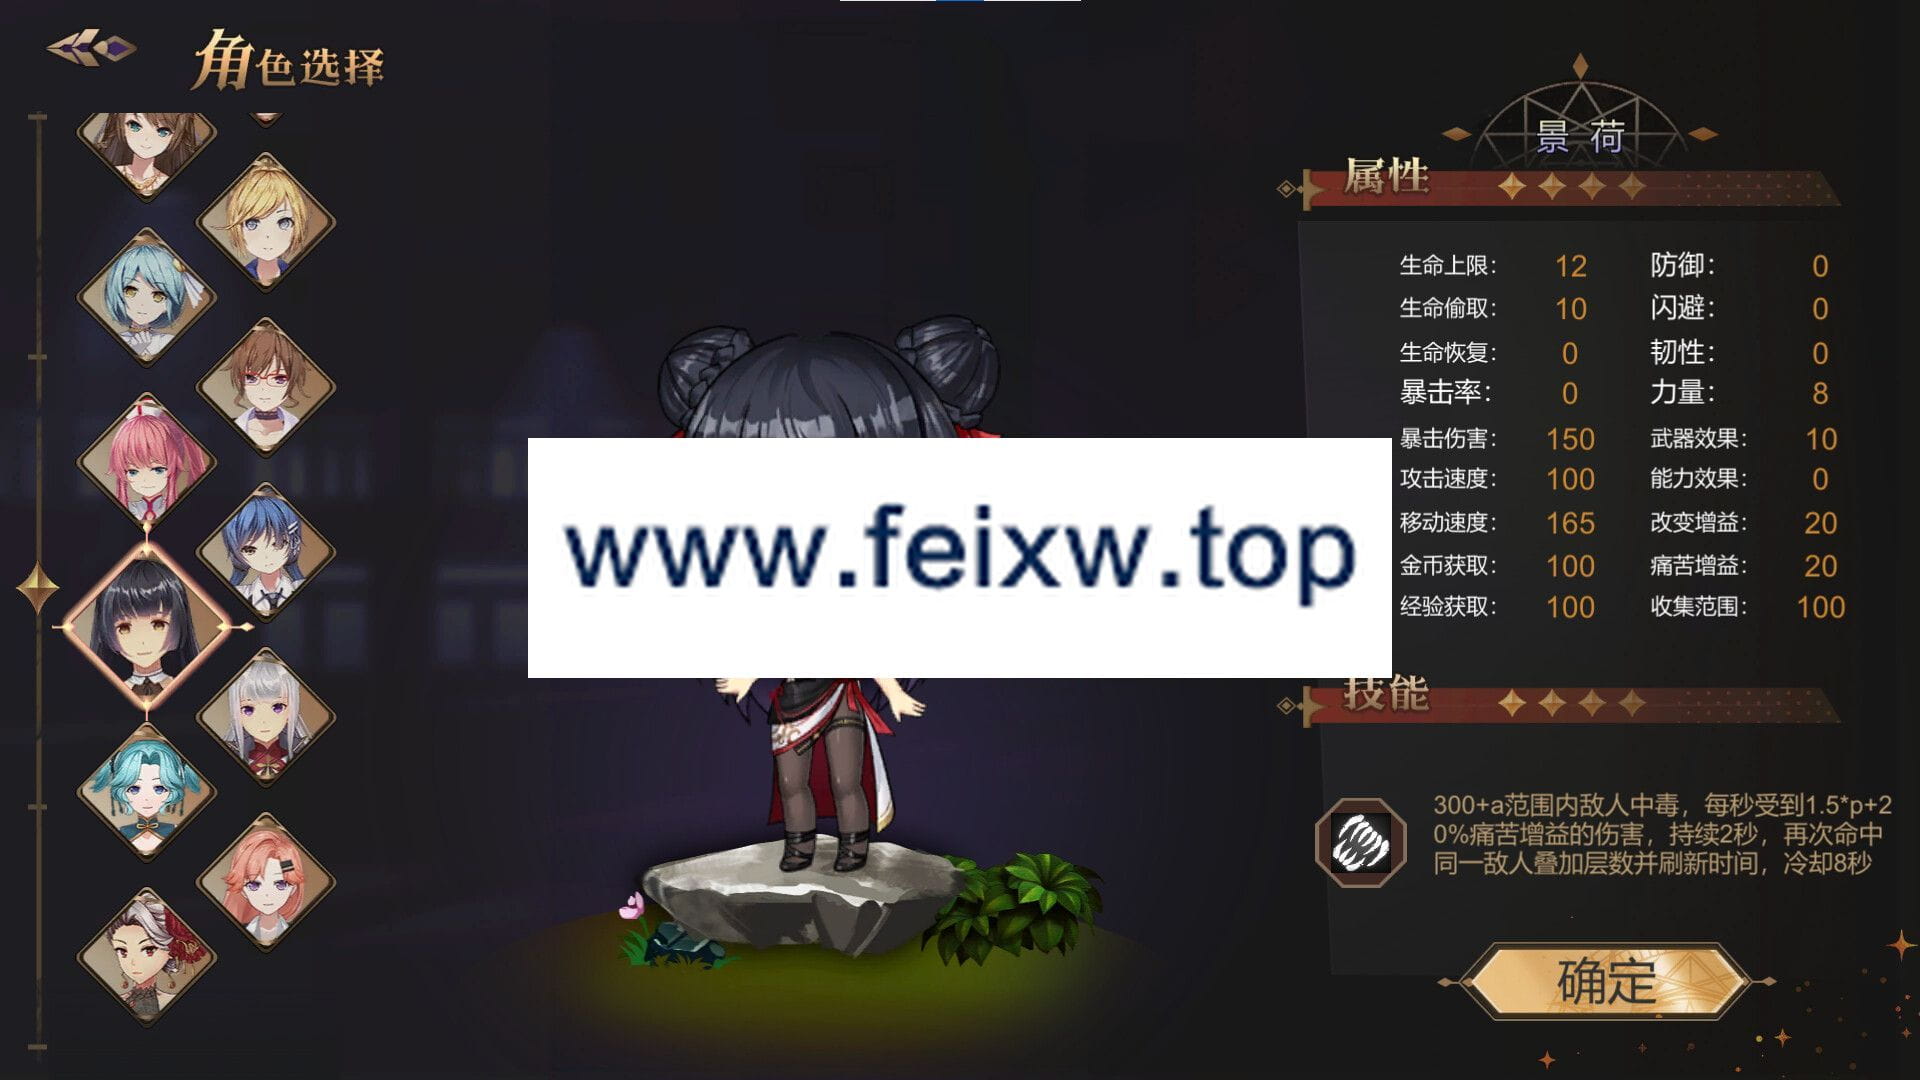 角色选择
景荷
属性
生命上限： 12 防御： 0
生命偷取： 10 闪避： 0
生命恢复： 0 韧性： 0
暴击率： 0 力量： 8
暴击伤害： 150 武器效果： 10
攻击速度： 100 能力效果： 0
移动速度： 165 改变增益： 20
金币获取： 100 痛苦增益： 20
经验获取： 100 收集范围： 100
www.feixw.top
技能
300+a范围内敌人中毒，每秒受到1.5*p+2
0%痛苦增益的伤害，持续2秒，再次命中
同一敌人叠加层数并刷新时间，冷却8秒
确定